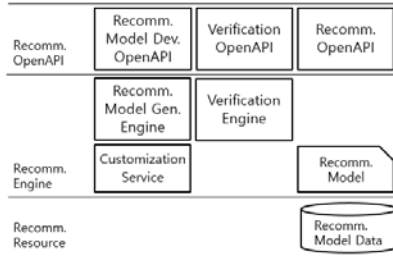 Recomm.
OpenAPI
Recomm.
Model Dev.
OpenAPI
Verification
OpenAPI
Recomm.
OpenAPI
Recomm.
Engine
Recomm.
Model Gen.
Engine
Verification
Engine
Customization
Service
Recomm.
Model
Recomm.
Resource
Recomm.
Model Data